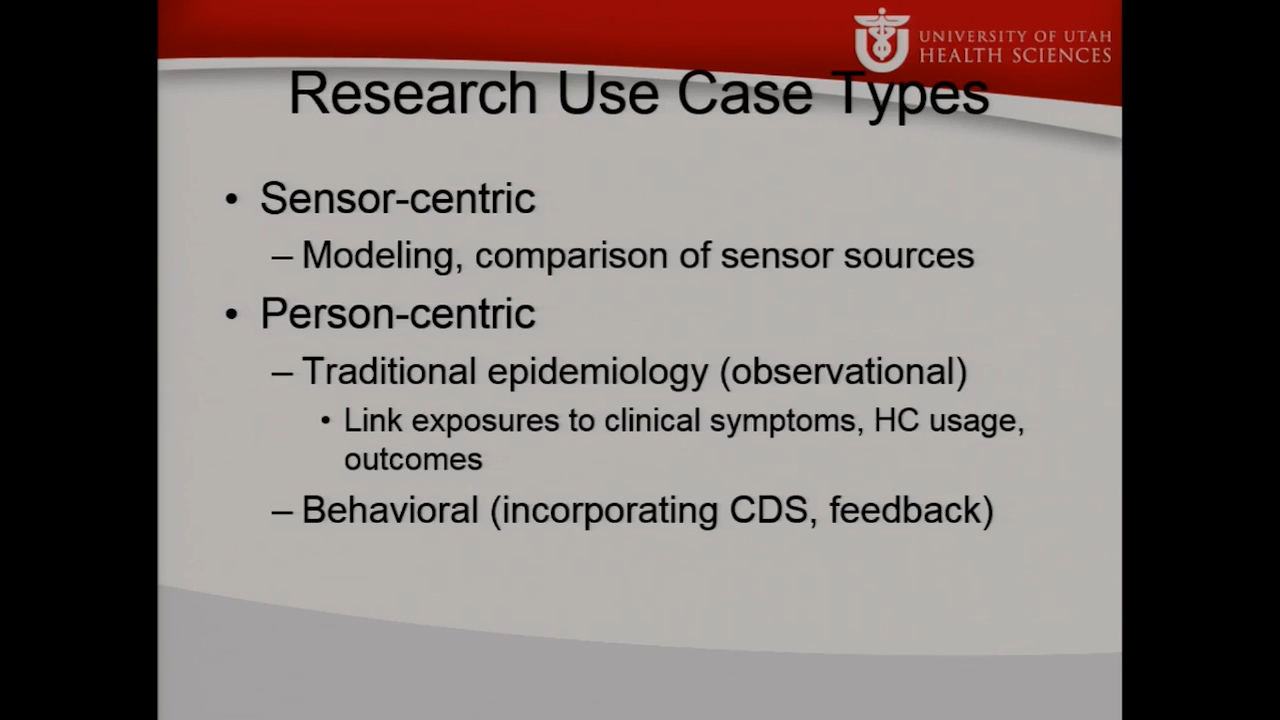 UNIVERSITY OF UTAH
HEALTH SCIENCES
Research Use Case Types
• Sensor-centric
– Modeling, comparison of sensor sources
• Person-centric
– Traditional epidemiology (observational)
• Link exposures to clinical symptoms, HC usage,
outcomes
– Behavioral (incorporating CDS, feedback)